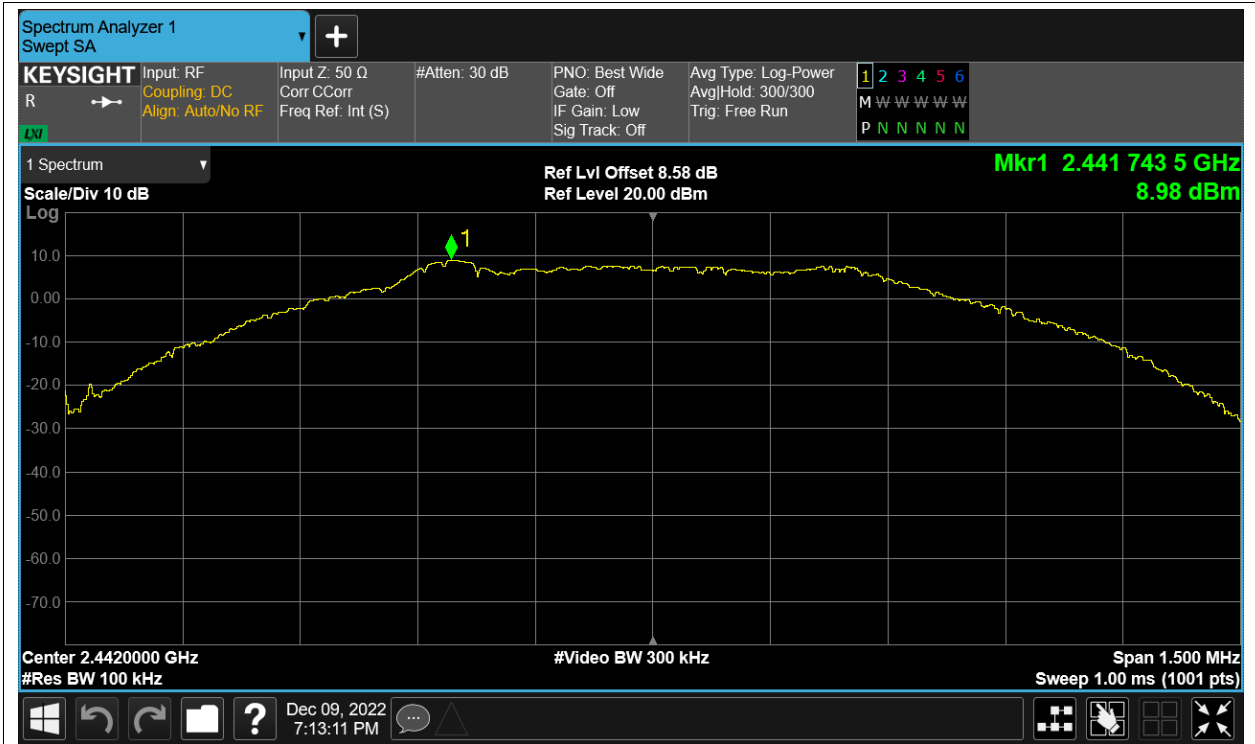 Spectrum Analyzer 1
Swept SA
+
KEYSIGHT
R
LXI
Input: RF
Coupling: DC
Align: Auto/No RF
Input Z: 50 Ω
Corr CCorr
Freq Ref: Int (S)
#Atten: 30 dB
PNO: Best Wide
Gate: Off
IF Gain: Low
Sig Track: Off
Avg Type: Log-Power
Avg|Hold: 300/300
Trig: Free Run
1 2 3 4 5 6
M W W W W W
P N N N N N
1 Spectrum
Scale/Div 10 dB
Log
Ref Lvl Offset 8.58 dB
Ref Level 20.00 dBm
Mkr1 2.441 743 5 GHz
8.98 dBm
1
10.0
0.00
-10.0
-20.0
-30.0
-40.0
-50.0
-60.0
-70.0
Center 2.4420000 GHz
#Res BW 100 kHz
#Video BW 300 kHz
Span 1.500 MHz
Sweep 1.00 ms (1001 pts)
?
Dec 09, 2022
7:13:11 PM